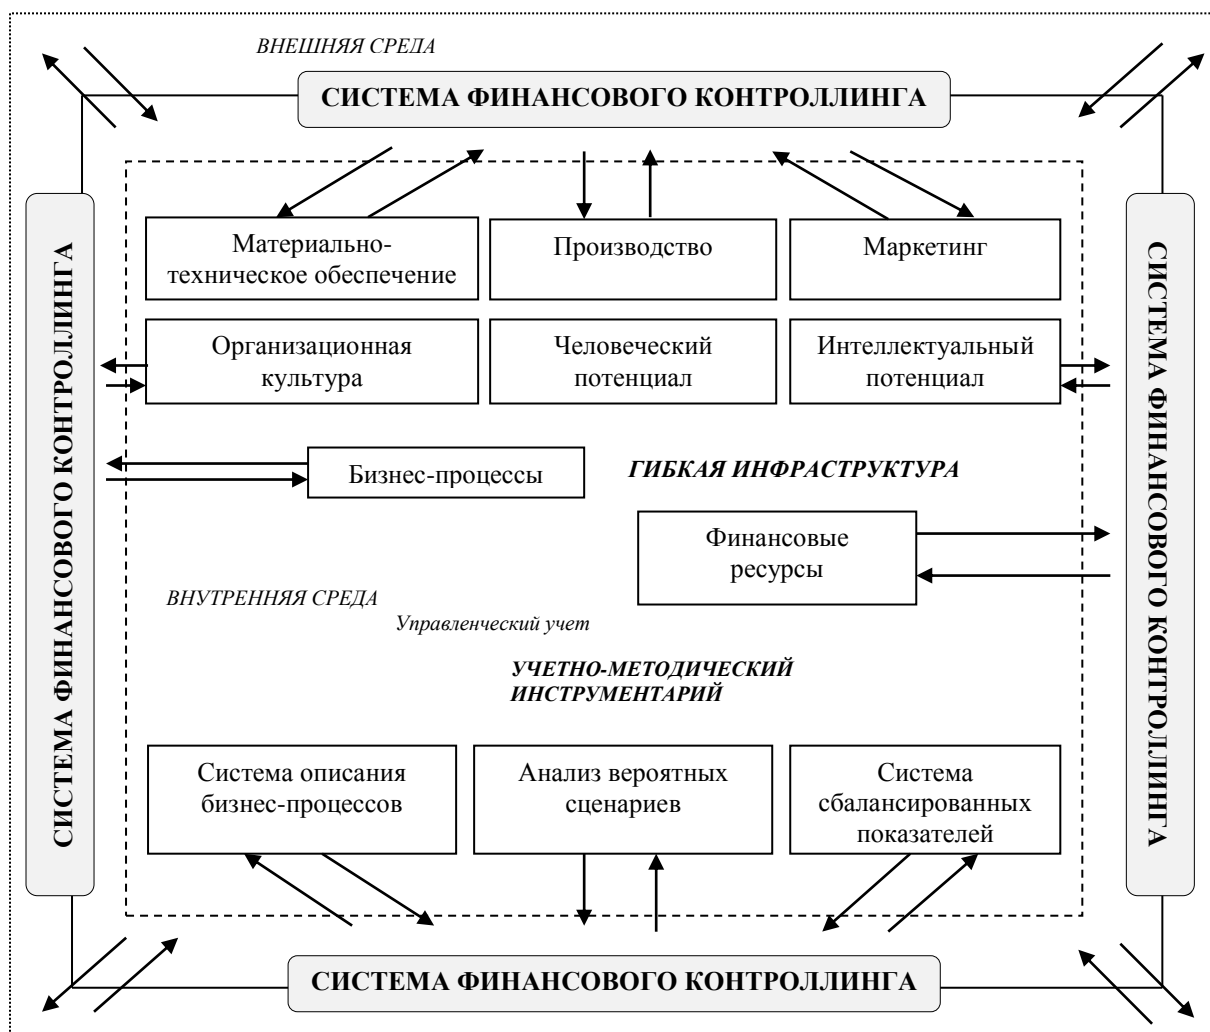 ВНЕШНЯЯ СРЕДА
СИСТЕМА ФИНАНСОВОГО КОНТРОЛЛИНГА
СИСТЕМА ФИНАНСОВОГО КОНТРОЛЛИНГА
СИСТЕМА ФИНАНСОВОГО КОНТРОЛЛИНГА
Материально-
техническое обеспечение
Производство
Маркетинг
Организационная
культура
Человеческий
потенциал
Интеллектуальный
потенциал
Бизнес-процессы
ГИБКАЯ ИНФРАСТРУКТУРА
Финансовые
ресурсы
ВНУТРЕННЯЯ СРЕДА
Управленческий учет
УЧЕТНО-МЕТОДИЧЕСКИЙ
ИНСТРУМЕНТАРИЙ
Система описания
бизнес-процессов
Анализ вероятных
сценариев
Система
сбалансированных
показателей
СИСТЕМА ФИНАНСОВОГО КОНТРОЛЛИНГА